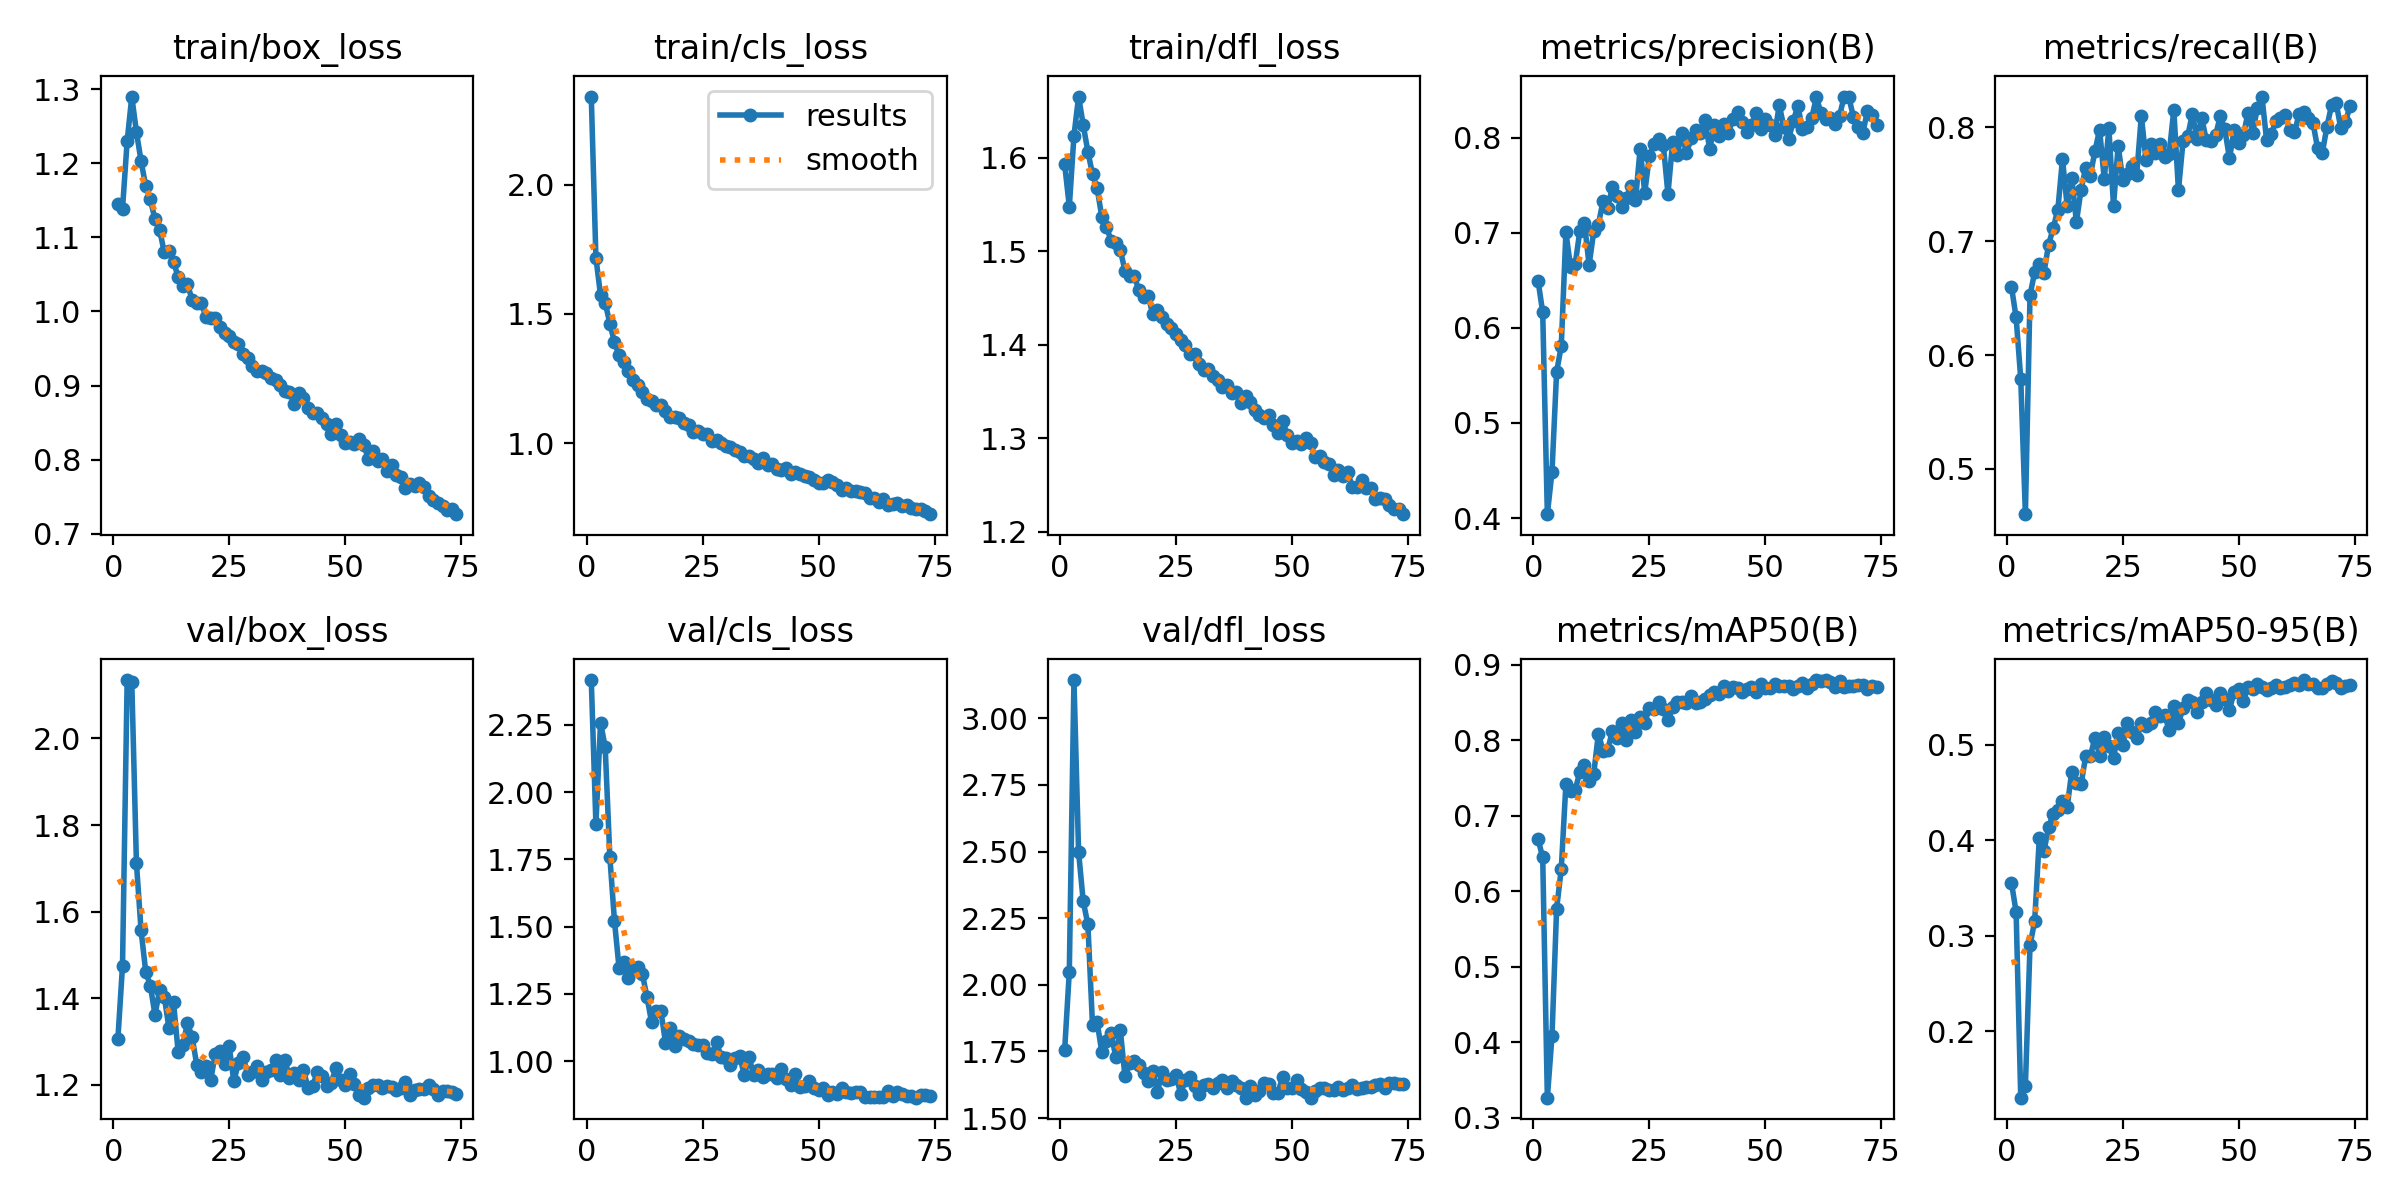 train/box_loss
1.3
1.2
1.1
1.0
0.9
0.8
0.7
0 25 50 75
train/cls_loss
results
smooth
2.0
1.5
1.0
0 25 50 75
train/dfl_loss
1.6
1.5
1.4
1.3
1.2
0 25 50 75
metrics/precision(B)
0.8
0.7
0.6
0.5
0.4
0 25 50 75
metrics/recall(B)
0.8
0.7
0.6
0.5
0 25 50 75
val/box_loss
2.0
1.8
1.6
1.4
1.2
0 25 50 75
val/cls_loss
2.25
2.00
1.75
1.50
1.25
1.00
0 25 50 75
val/dfl_loss
3.00
2.75
2.50
2.25
2.00
1.75
1.50
0 25 50 75
metrics/mAP50(B)
0.9
0.8
0.7
0.6
0.5
0.4
0.3
0 25 50 75
metrics/mAP50-95(B)
0.5
0.4
0.3
0.2
0 25 50 75